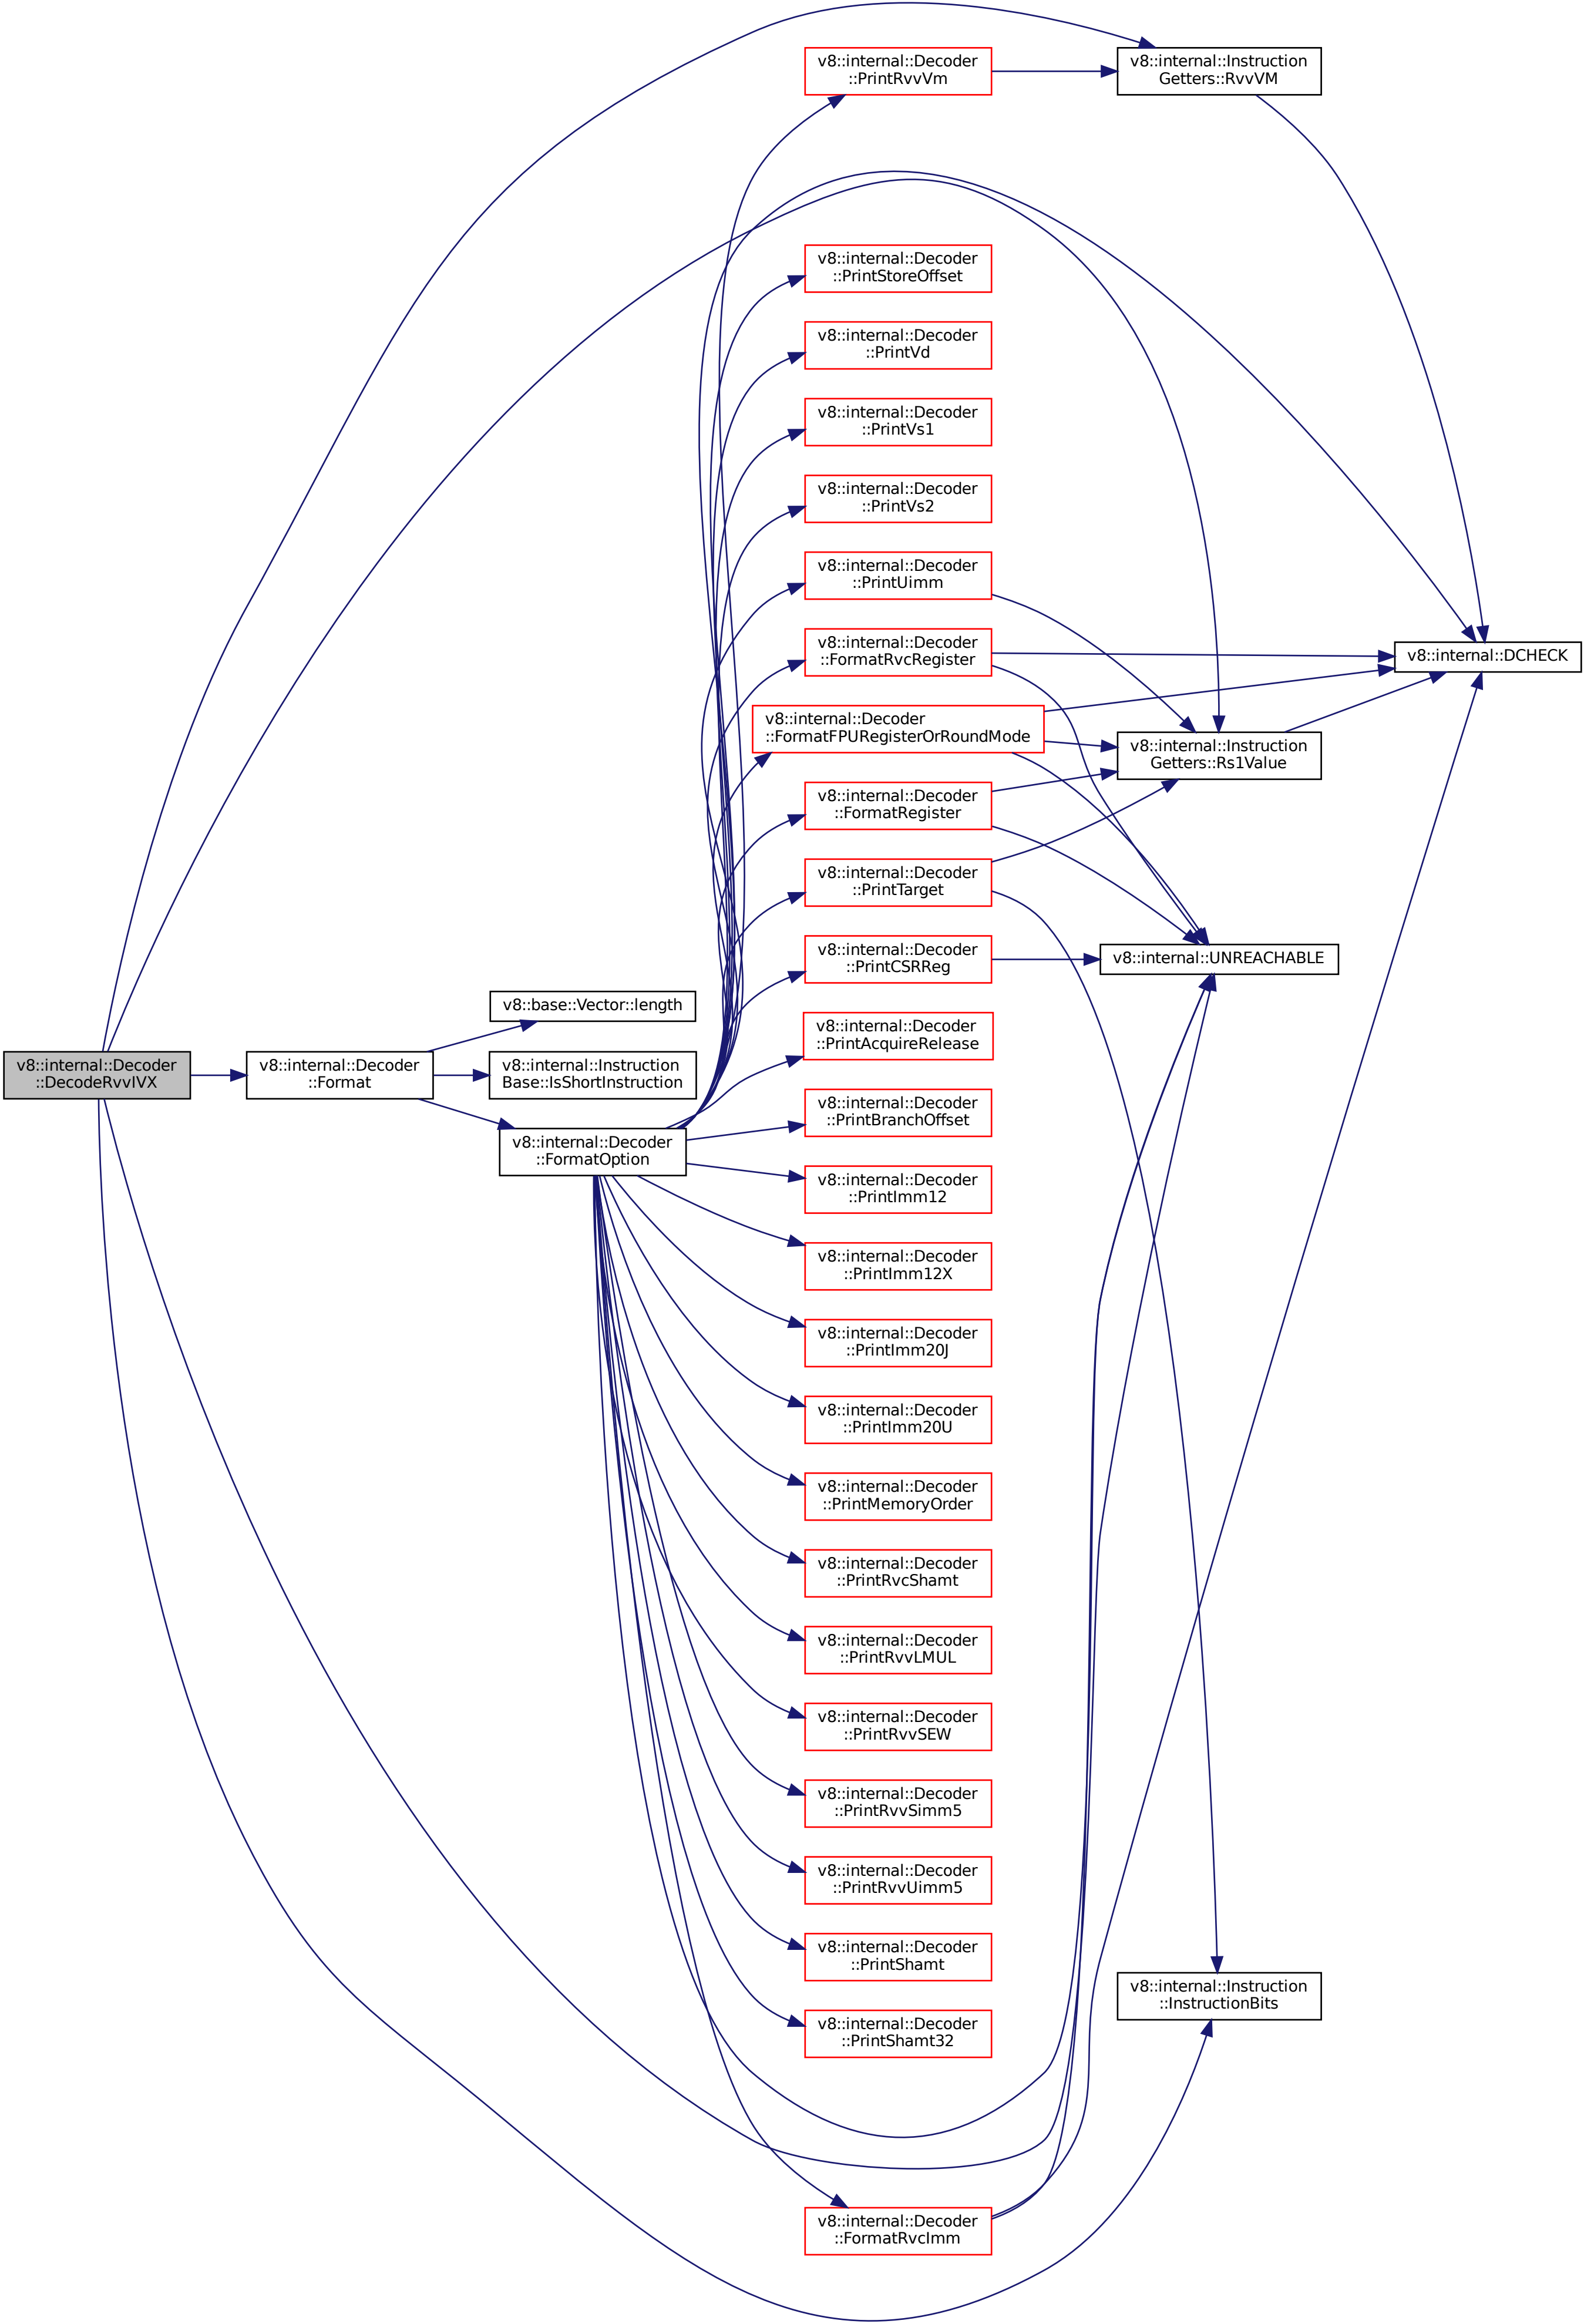 v8::internal::Decoder
::DecodeRvvIVX
v8::internal::Decoder
::Format
v8::base::Vector::length
v8::internal::Instruction
Base::IsShortInstruction
v8::internal::Decoder
::FormatOption
v8::internal::Decoder
::PrintRvvVm
v8::internal::Decoder
::PrintStoreOffset
v8::internal::Decoder
::PrintVd
v8::internal::Decoder
::PrintVs1
v8::internal::Decoder
::PrintVs2
v8::internal::Decoder
::PrintUimm
v8::internal::Decoder
::FormatRvcRegister
v8::internal::Decoder
::FormatFPURegisterOrRoundMode
v8::internal::Decoder
::FormatRegister
v8::internal::Decoder
::PrintTarget
v8::internal::Decoder
::PrintCSRReg
v8::internal::Decoder
::PrintAcquireRelease
v8::internal::Decoder
::PrintBranchOffset
v8::internal::Decoder
::PrintImm12
v8::internal::Decoder
::PrintImm12X
v8::internal::Decoder
::PrintImm20J
v8::internal::Decoder
::PrintImm20U
v8::internal::Decoder
::PrintMemoryOrder
v8::internal::Decoder
::PrintRvcShamt
v8::internal::Decoder
::PrintRvvLMUL
v8::internal::Decoder
::PrintRvvSEW
v8::internal::Decoder
::PrintRvvSimm5
v8::internal::Decoder
::PrintRvvUimm5
v8::internal::Decoder
::PrintShamt
v8::internal::Decoder
::PrintShamt32
v8::internal::Decoder
::FormatRvcImm
v8::internal::Instruction
Getters::RvvVM
v8::internal::Instruction
Getters::Rs1Value
v8::internal::UNREACHABLE
v8::internal::Instruction
::InstructionBits
v8::internal::DCHECK